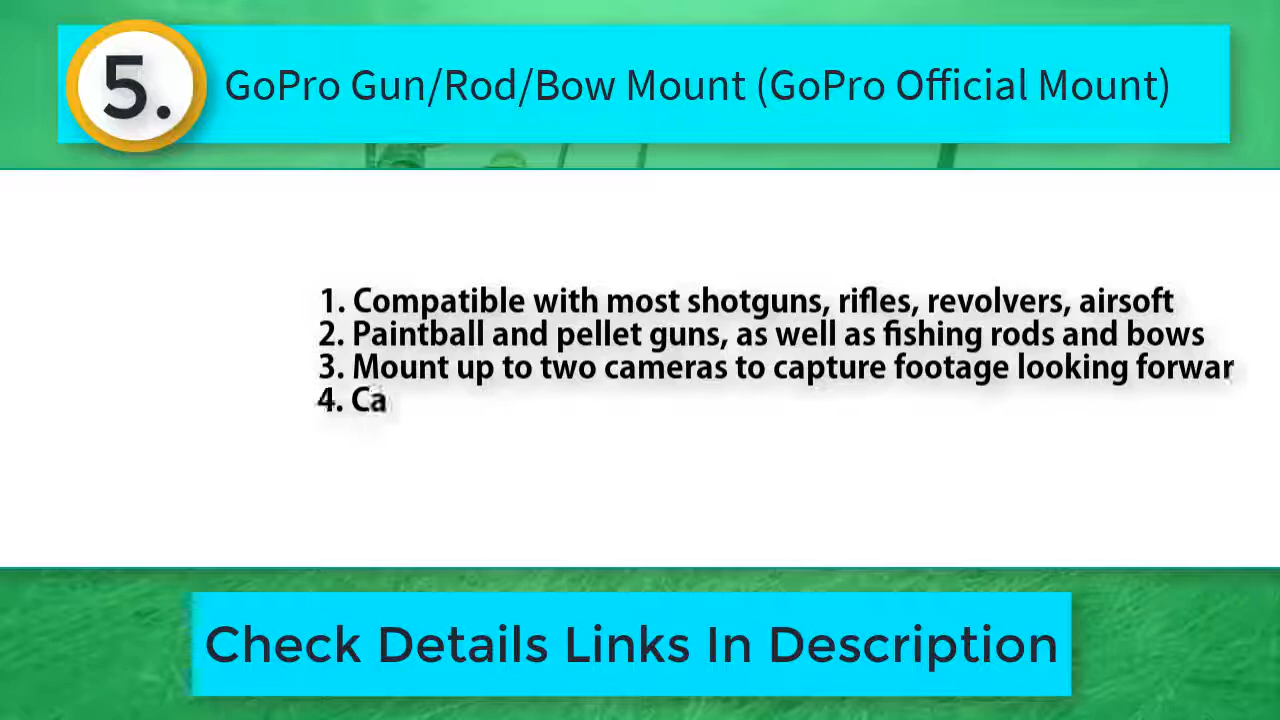 5.
GoPro Gun/Rod/Bow Mount (GoPro Official Mount)
1. Compatible with most shotguns, rifles, revolvers, airsoft
2. Paintball and pellet guns, as well as fishing rods and bows
3. Mount up to two cameras to capture footage looking forwar
4. Ca
Check Details Links In Description